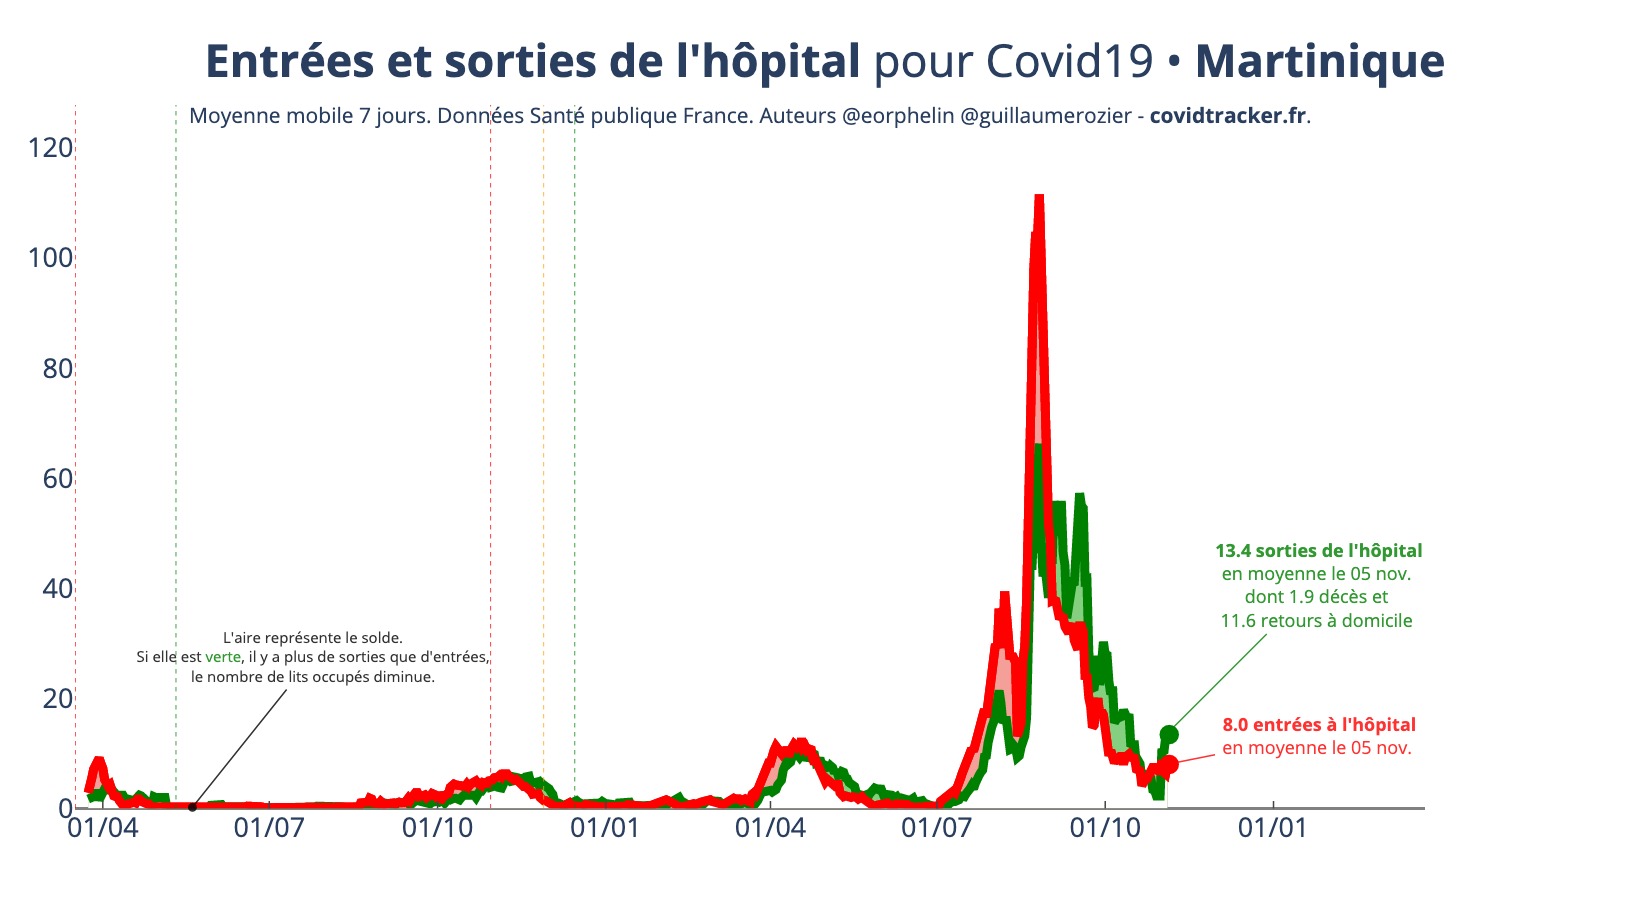 Entrées et sorties de l'hôpital pour Covid19 • Martinique
Moyenne mobile 7 jours. Données Santé publique France. Auteurs @eorphelin @guillaumerozier - covidtracker.fr.
120
100
80
60
40
20
0
L'aire représente le solde.
Si elle est verte, il y a plus de sorties que d'entrées,
le nombre de lits occupés diminue.
13.4 sorties de l'hôpital
en moyenne le 05 nov.
dont 1.9 décès et
11.6 retours à domicile
8.0 entrées à l'hôpital
en moyenne le 05 nov.
01/04 01/07 01/10 01/01 01/04 01/07 01/10 01/01